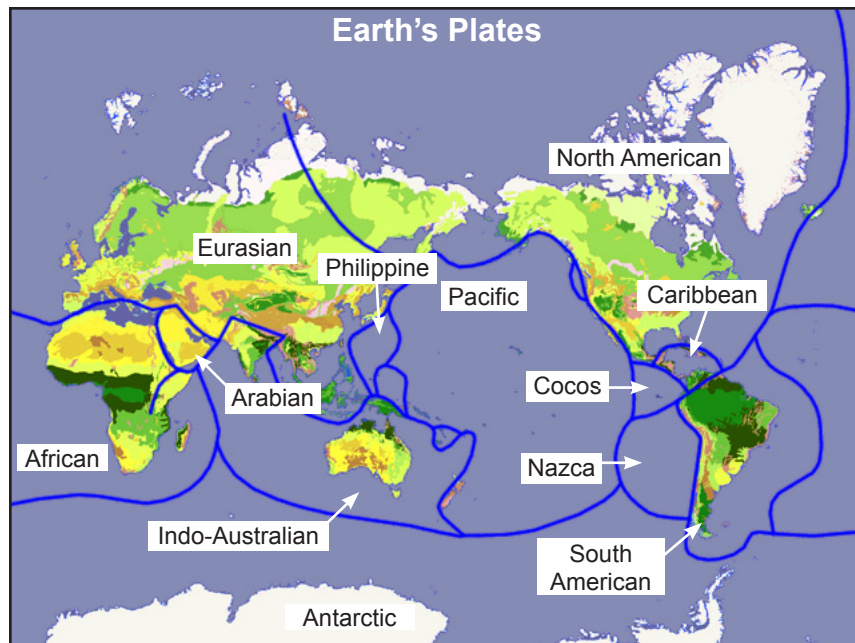 Earth's Plates
North American
Eurasian
Philippine
Pacific
Caribbean
Arabian
Cocos
African
Nazca
Indo-Australian
South
American
Antarctic